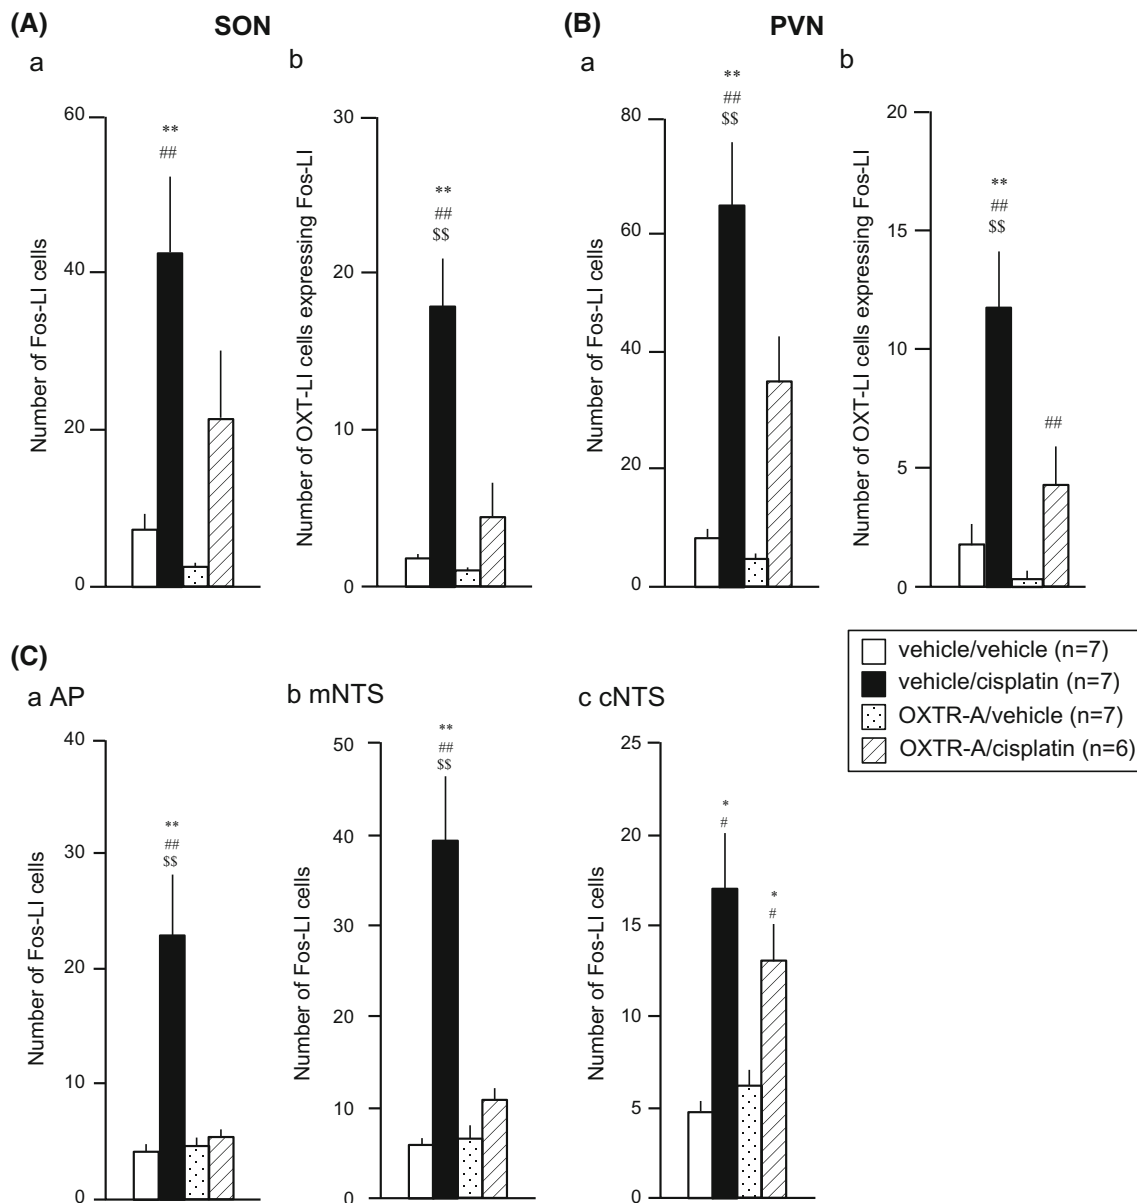 (A) SON
a
Number of Fos-LI cells
60
40
20
0
**
##
b
Number of OXT-LI cells expressing Fos-LI
30
20
10
0
**
##
$$
(B) PVN
a
Number of Fos-LI cells
80
60
40
20
0
**
##
$$
b
Number of OXT-LI cells expressing Fos-LI
20
15
10
5
0
**
##
$$
##
vehicle/vehicle (n=7)
vehicle/cisplatin (n=7)
OXTR-A/vehicle (n=7)
OXTR-A/cisplatin (n=6)
(C)
a AP
Number of Fos-LI cells
40
30
20
10
0
**
##
$$
b mNTS
Number of Fos-LI cells
50
40
30
20
10
0
**
##
$$
c cNTS
Number of Fos-LI cells
25
20
15
10
5
0
*
#
*
#